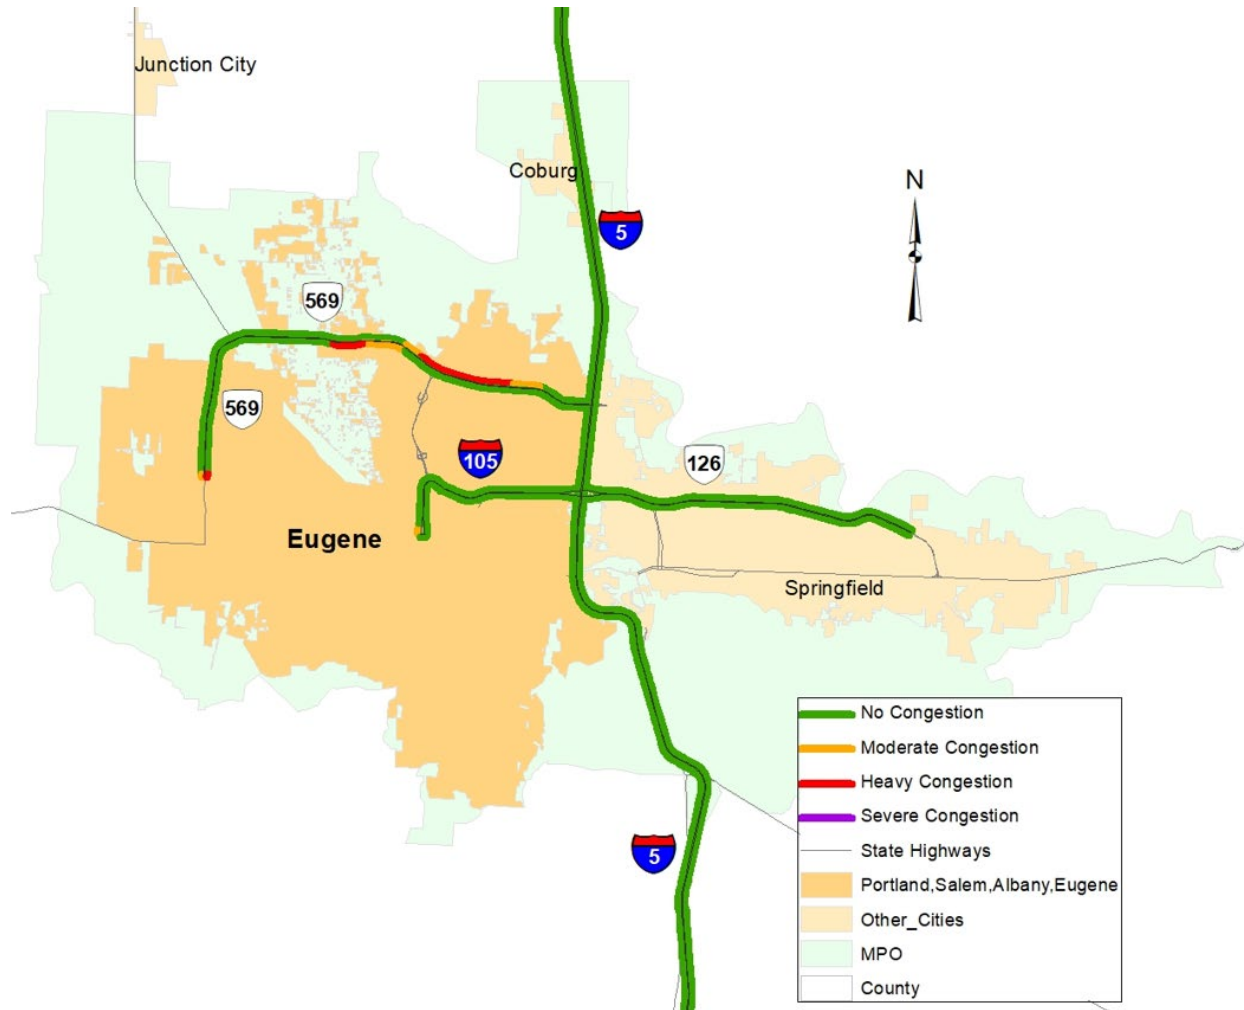 Junction City
Coburg
N
5
569
569
105
126
Eugene
Springfield
5
No Congestion
Moderate Congestion
Heavy Congestion
Severe Congestion
State Highways
Portland,Salem,Albany,Eugene
Other_Cities
MPO
County